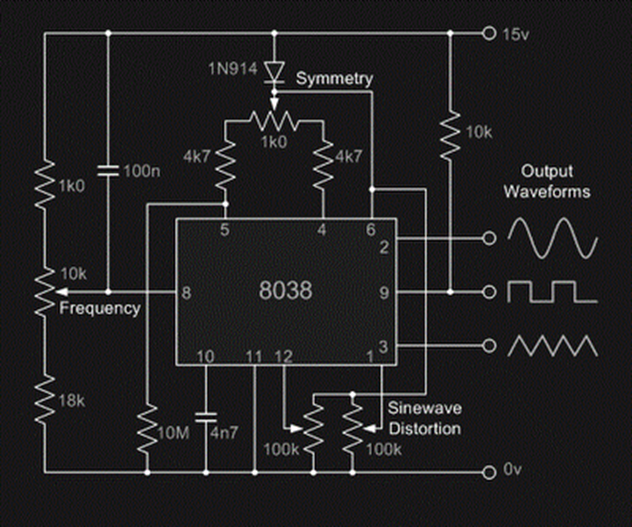 15v
1N914
Symmetry
1k0
4k7
4k7
10k
1k0
100n
Output
Waveforms
5
4
6
2
10k
Frequency
8
8038
9
3
10
11
12
1
18k
10M
4n7
100k
100k
Sinewave
Distortion
0v